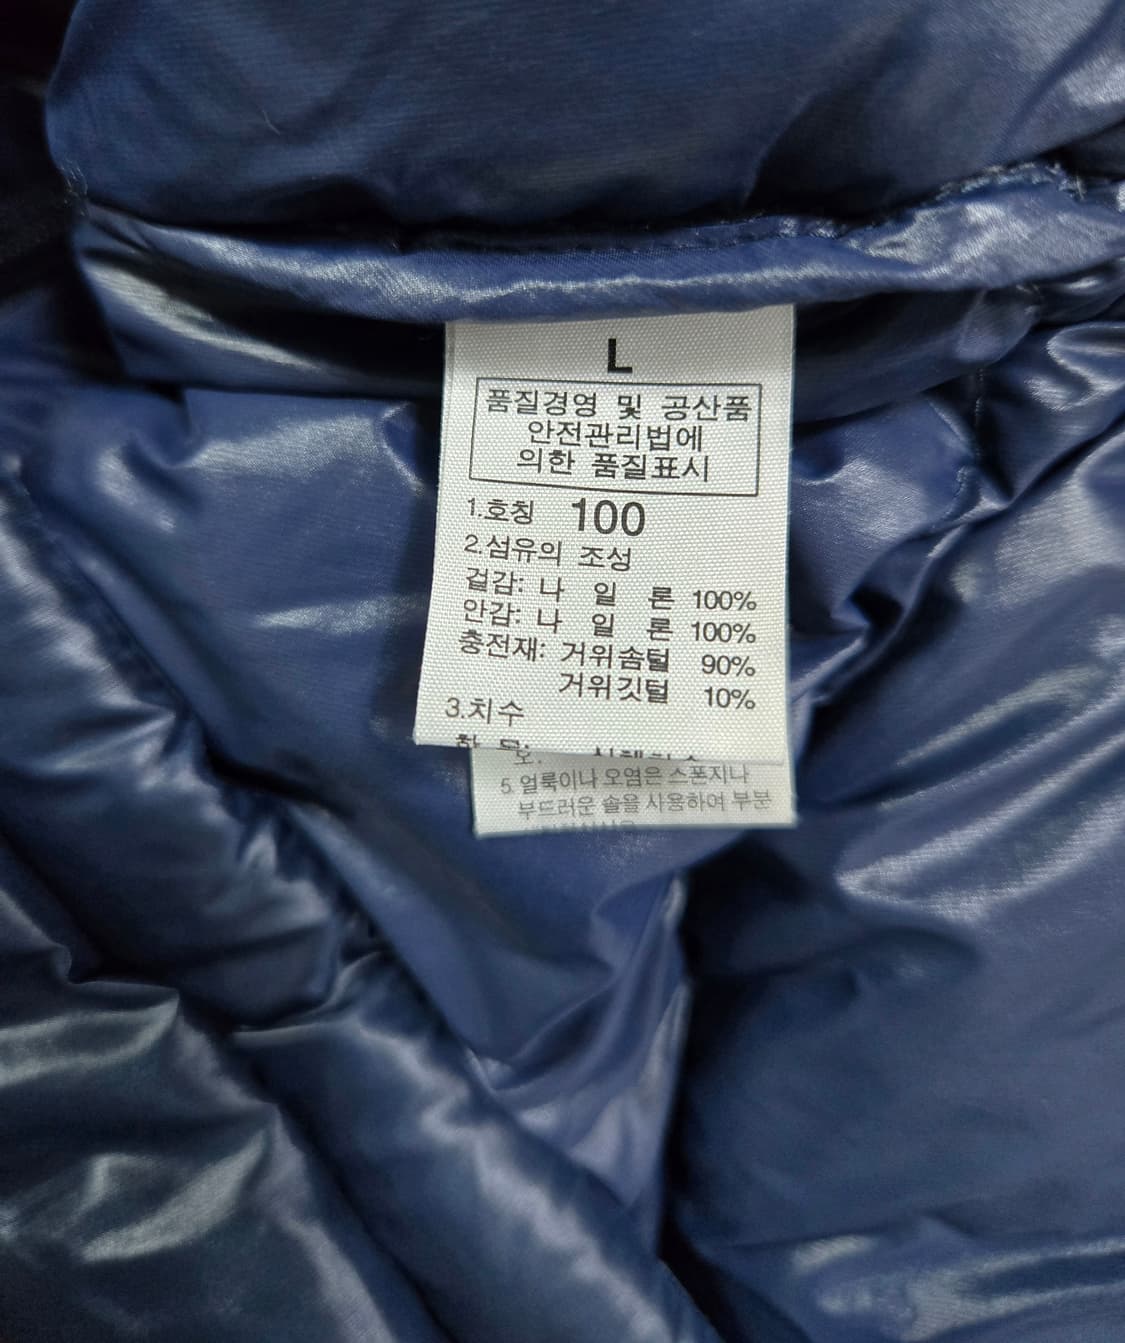 L
품질경영 및 공산품
안전관리법에
의한 품질표시
1.호칭 100
2.섬유의 조성
겉감: 나 일 론 100%
안감: 나 일 론 100%
충전재: 거위솜털 90%
거위깃털 10%
3.치수
5. 얼룩이나 오염은 스폰지나
부드러운 솔을 사용하여 부분